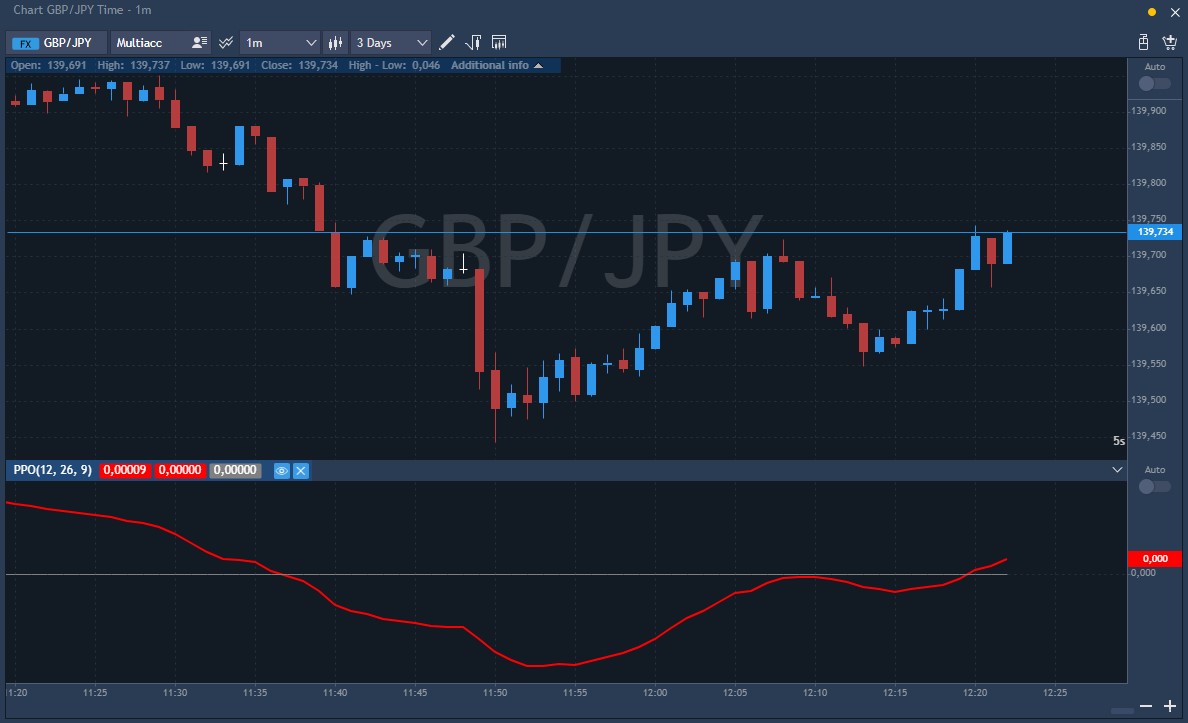 Chart GBP/JPY Time - 1m
FX GBP/JPY Multiacc 1m 3 Days
Open: 139,691 High: 139,737 Low: 139,691 Close: 139,734 High - Low: 0,046 Additional info
Auto
139,900
139,850
139,800
139,750
139,734
139,700
139,650
139,600
139,550
139,500
139,450
GBP/JPY
5s
PPO(12, 26, 9) 0,00009 0,00000 0,00000
Auto
0,000
0,000
1:20 11:25 11:30 11:35 11:40 11:45 11:50 11:55 12:00 12:05 12:10 12:15 12:20 12:25